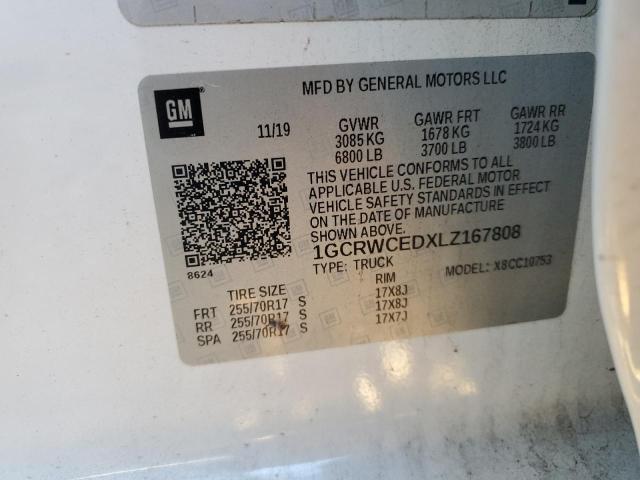 MFD BY GENERAL MOTORS LLC
GM
11/19
GVWR GAWR FRT GAWR RR
3085 KG 1678 KG 1724 KG
6800 LB 3700 LB 3800 LB
THIS VEHICLE CONFORMS TO ALL
APPLICABLE U.S. FEDERAL MOTOR
VEHICLE SAFETY STANDARDS IN EFFECT
ON THE DATE OF MANUFACTURE
SHOWN ABOVE.
8624
1GCRWCEDXLZ167808
TYPE: TRUCK MODEL: X8CC10753
TIRE SIZE RIM
FRT 255/70R17 S 17X8J
RR 255/70R17 S 17X8J
SPA 255/70R17 S 17X7J